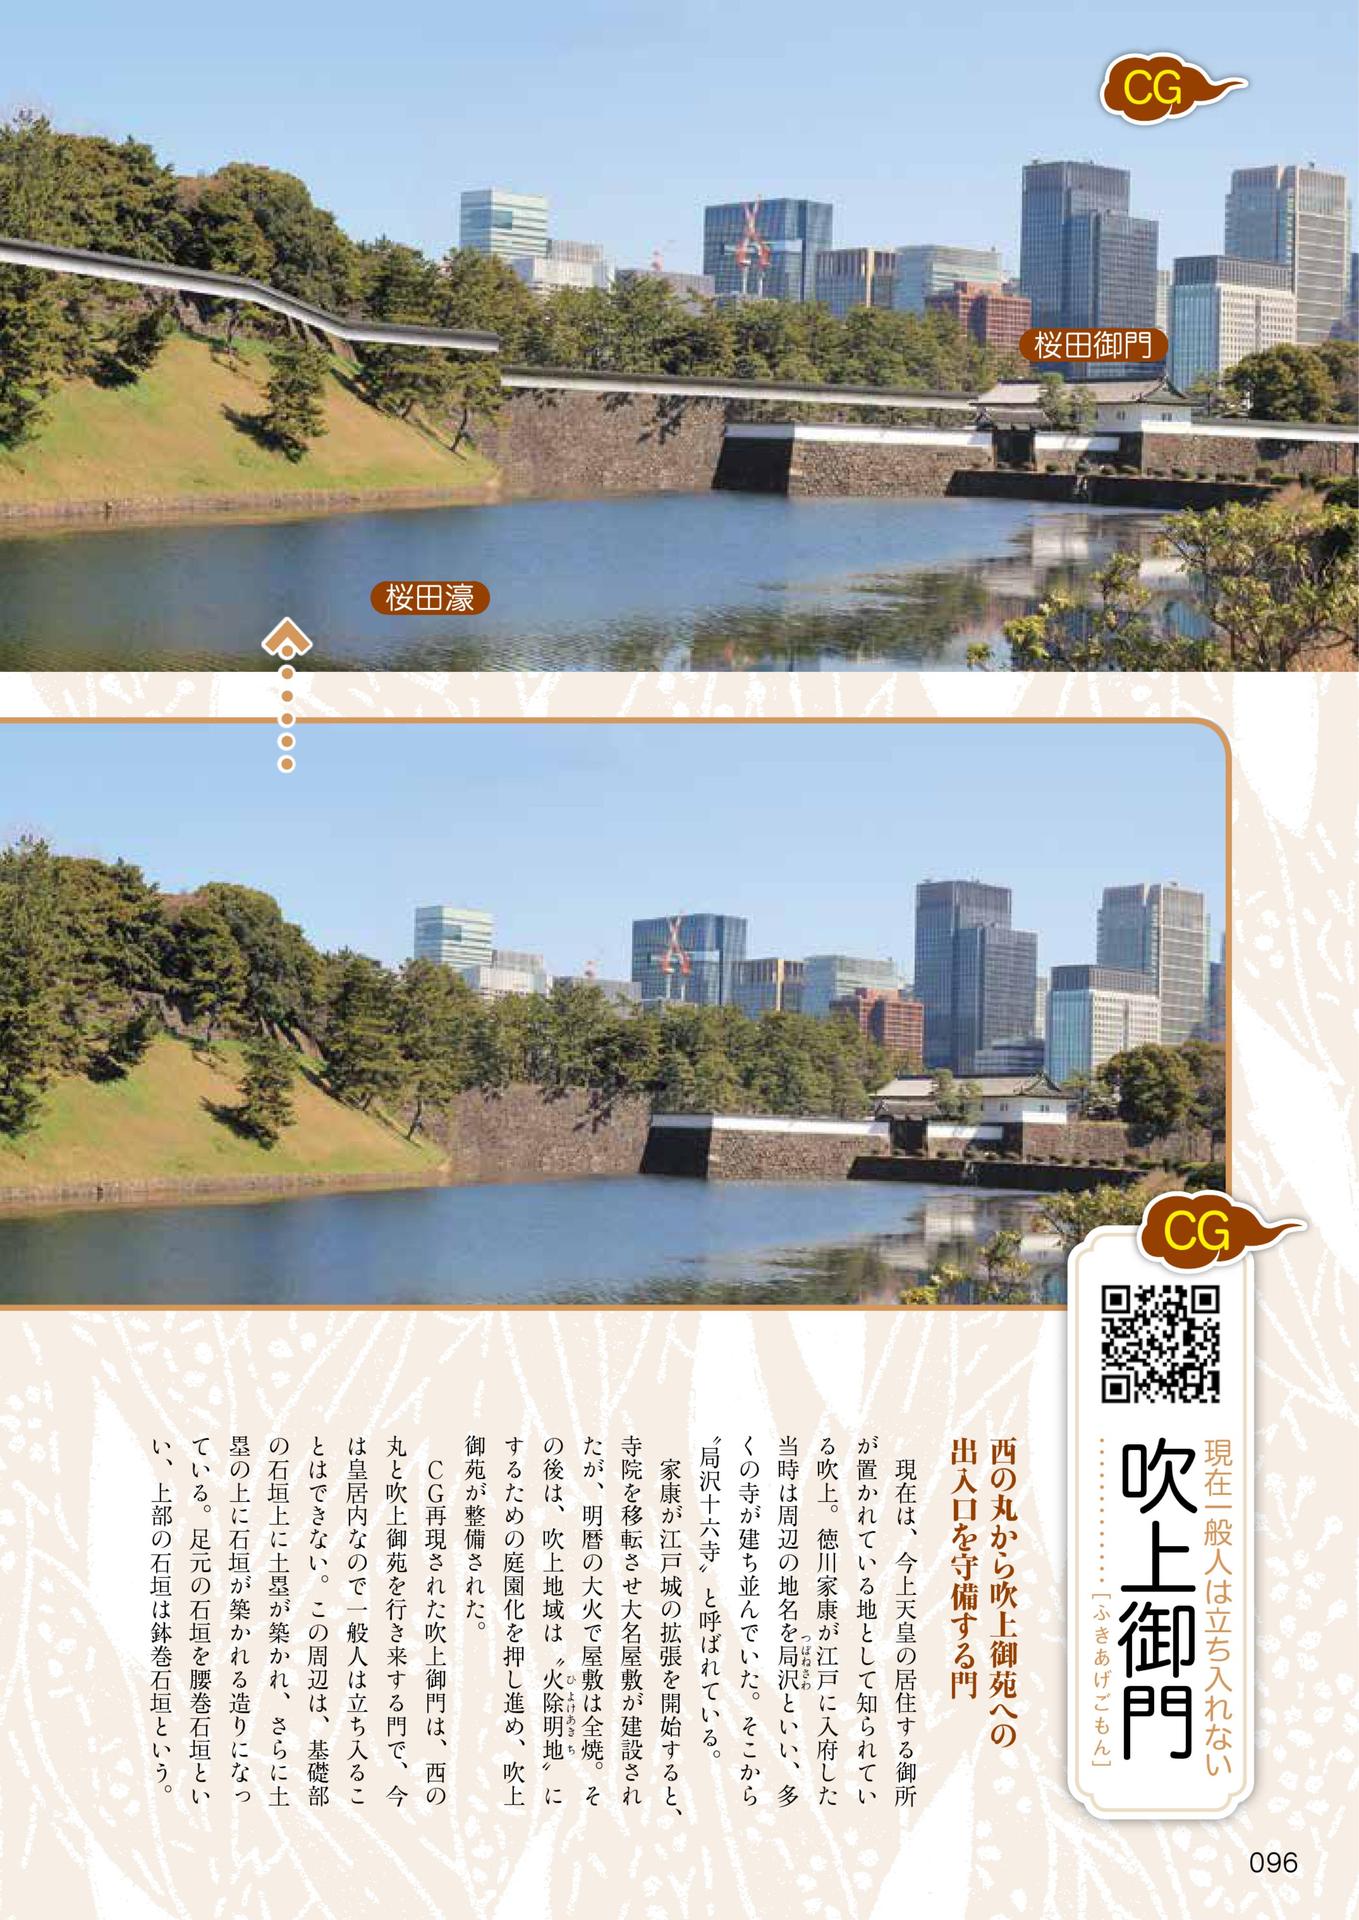 CG
桜田御門
桜田濠
CG
現在一般人は立ち入れない
吹上御門
[ふきあげごもん]
西の丸から吹上御苑への
出入口を守備する門
現在は、今上天皇の居住する御所
が置かれている地として知られてい
る吹上。徳川家康が江戸に入府した
当時は周辺の地名を局沢といい、多
つぼねさわ
くの寺が建ち並んでいた。そこから
〝局沢十六寺〟と呼ばれている。
家康が江戸城の拡張を開始すると、
寺院を移転させ大名屋敷が建設され
たが、明暦の大火で屋敷は全焼。そ
の後は、吹上地域は〝火除明地〟に
ひよけあきち
するための庭園化を押し進め、吹上
御苑が整備された。
CG再現された吹上御門は、西の
丸と吹上御苑を行き来する門で、今
は皇居内なので一般人は立ち入るこ
とはできない。この周辺は、基礎部
の石垣上に土塁が築かれ、さらに土
塁の上に石垣が築かれる造りになっ
ている。足元の石垣を腰巻石垣とい
い、上部の石垣は鉢巻石垣という。
096